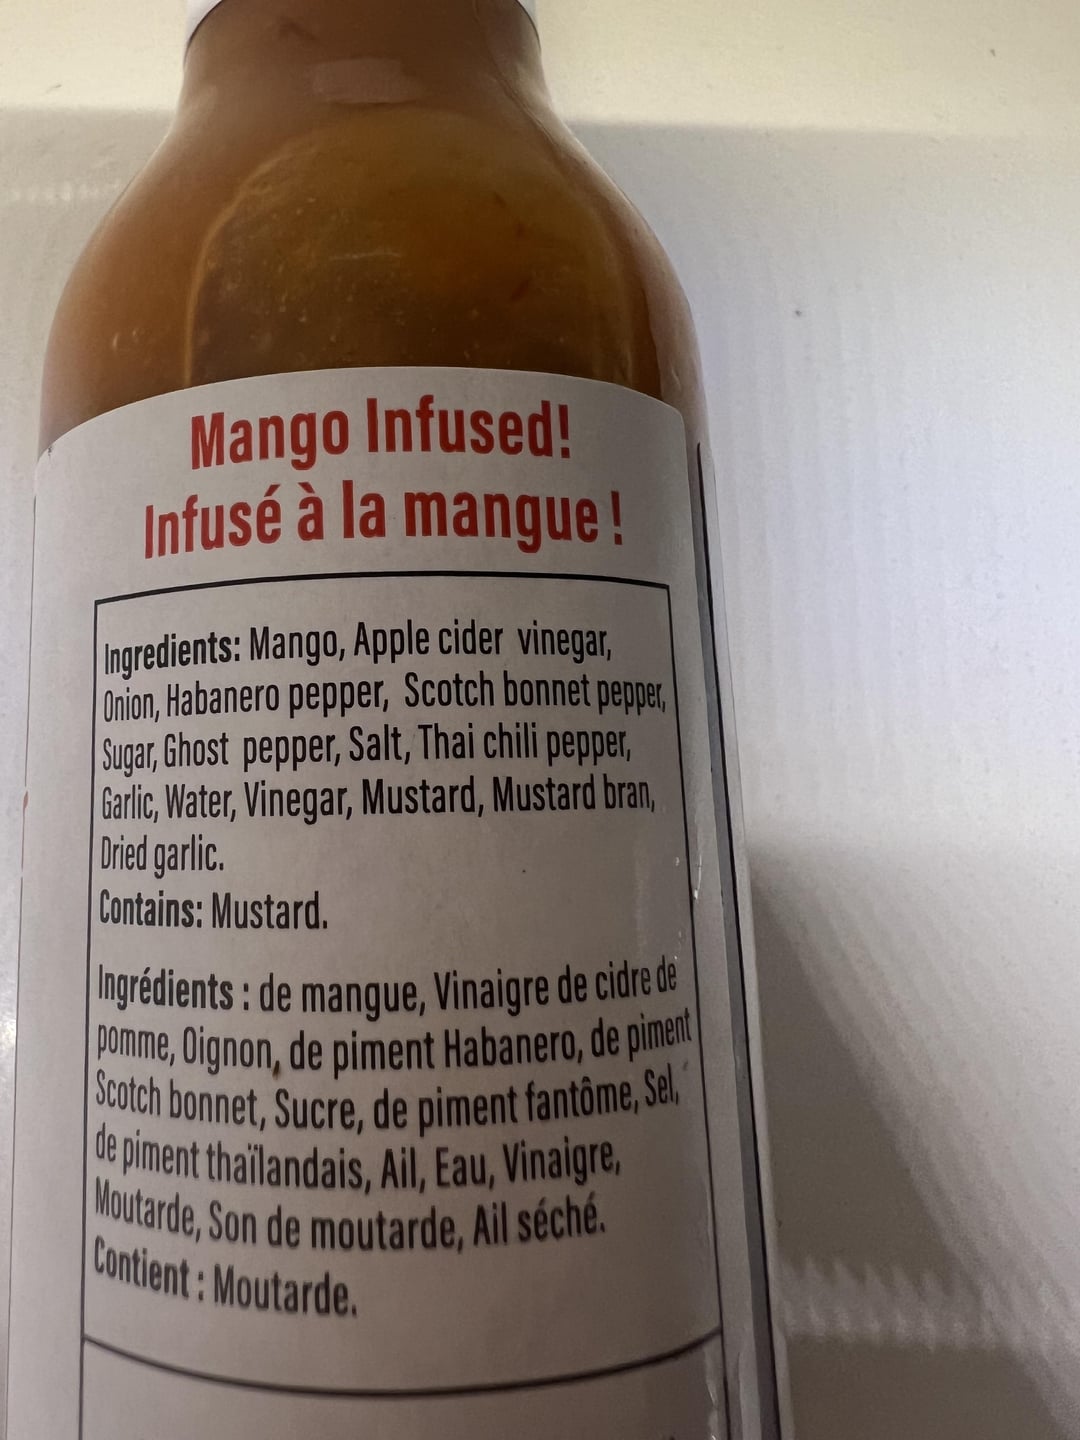 Mango Infused!
Infusé à la mangue !
Ingredients: Mango, Apple cider vinegar,
Onion, Habanero pepper, Scotch bonnet pepper,
Sugar, Ghost pepper, Salt, Thai chili pepper,
Garlic, Water, Vinegar, Mustard, Mustard bran,
Dried garlic.
Contains: Mustard.
Ingrédients : de mangue, Vinaigre de cidre de
pomme, Oignon, de piment Habanero, de piment
Scotch bonnet, Sucre, de piment fantôme, Sel,
de piment thaïlandais, Ail, Eau, Vinaigre,
Moutarde, Son de moutarde, Ail séché.
Contient : Moutarde.